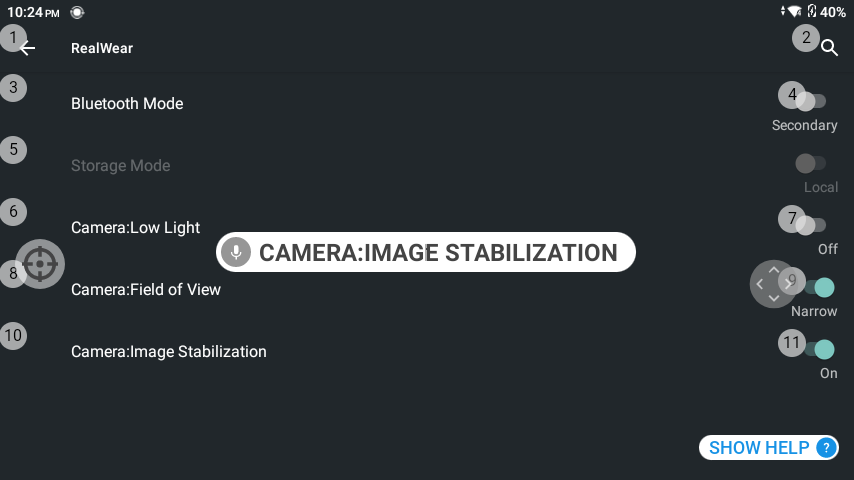 10:24 PM 40%
1 2
RealWear
3 4
Bluetooth Mode
Secondary
5
Storage Mode
Local
6 7
Camera:Low Light
Off
CAMERA:IMAGE STABILIZATION
8 9
Camera:Field of View
Narrow
10 11
Camera:Image Stabilization
On
SHOW HELP ?